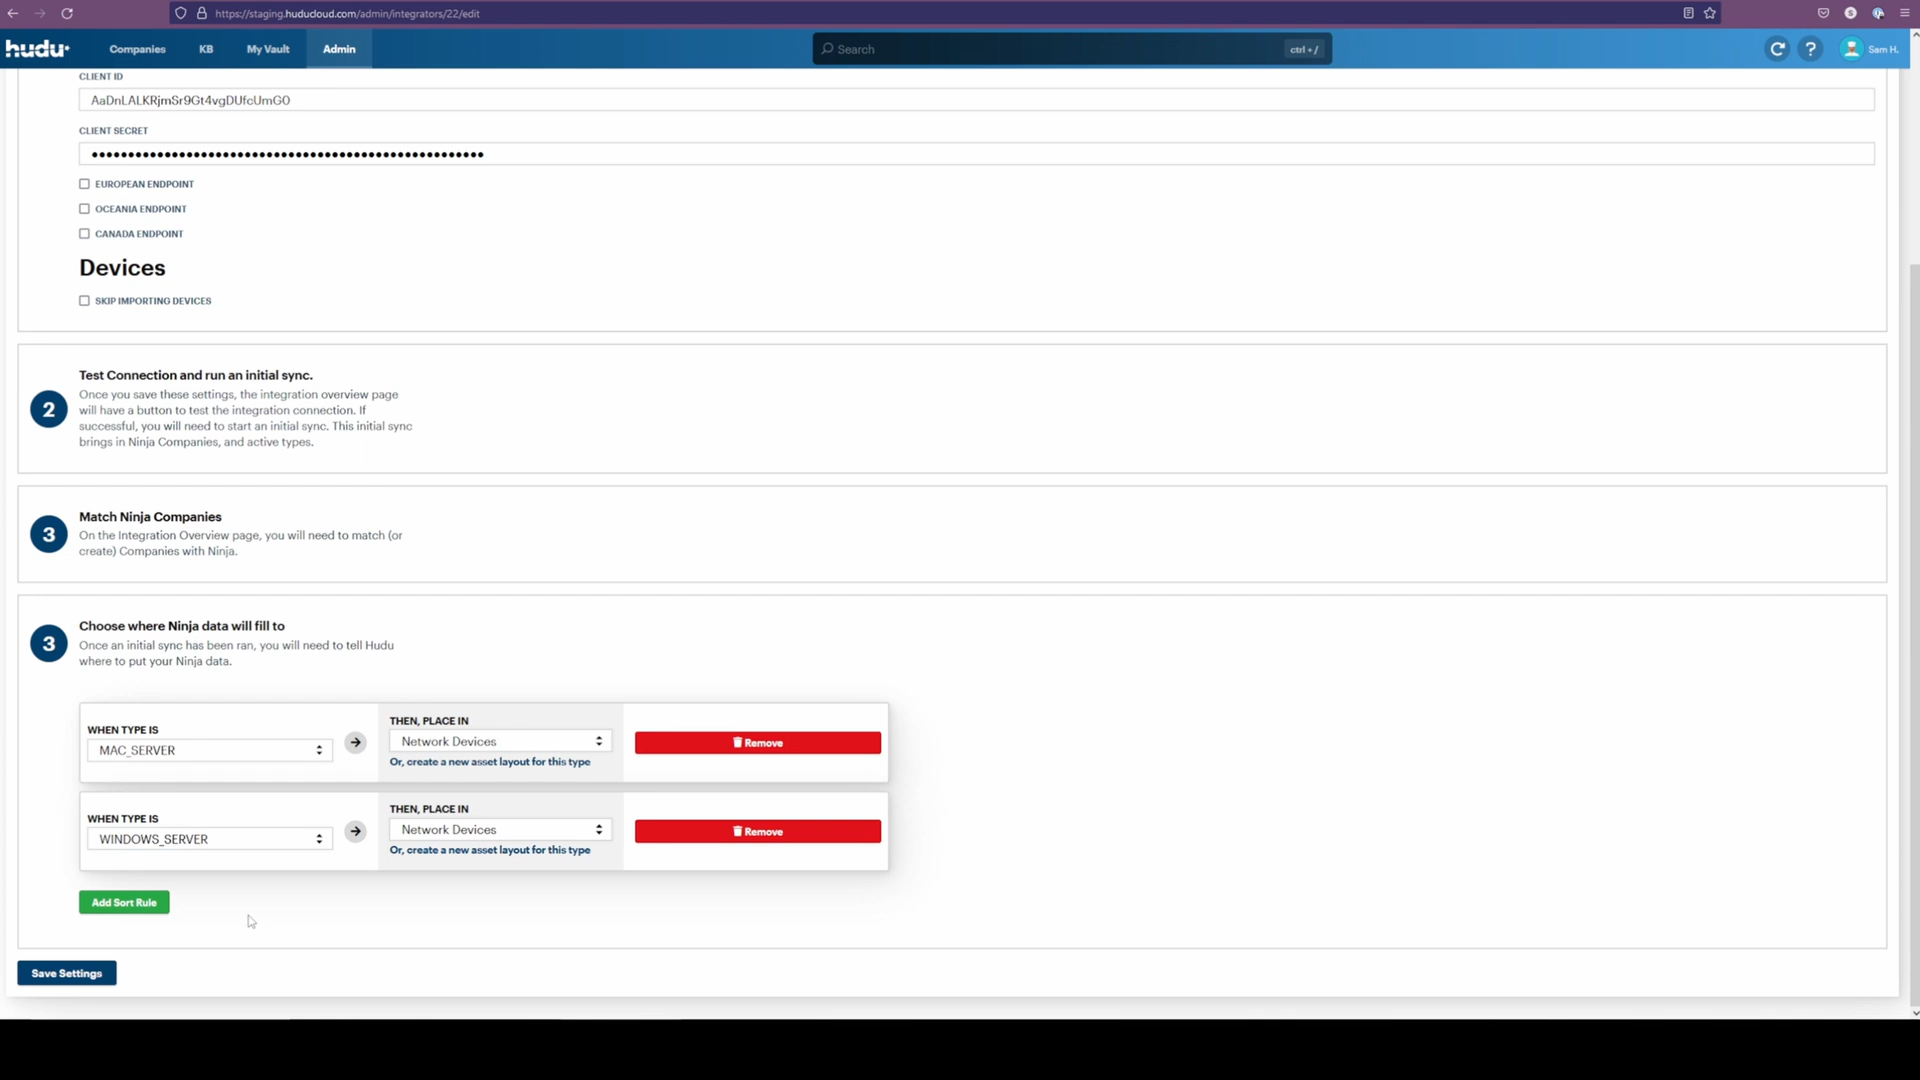 https://staging.huducloud.com/admin/integrators/22/edit
hudu
Companies
KB
My Vault
Admin
Search
ctrl + /
?
Sam H.
CLIENT ID
AaDnLALKRjmSr9Gt4vgDUfcUmG0
CLIENT SECRET
EUROPEAN ENDPOINT
OCEANIA ENDPOINT
CANADA ENDPOINT
Devices
SKIP IMPORTING DEVICES
2
Test Connection and run an initial sync.
Once you save these settings, the integration overview page
will have a button to test the integration connection. If
successful, you will need to start an initial sync. This initial sync
brings in Ninja Companies, and active types.
3
Match Ninja Companies
On the Integration Overview page, you will need to match (or
create) Companies with Ninja.
3
Choose where Ninja data will fill to
Once an initial sync has been ran, you will need to tell Hudu
where to put your Ninja data.
WHEN TYPE IS
MAC_SERVER
THEN, PLACE IN
Network Devices
Or, create a new asset layout for this type
Remove
WHEN TYPE IS
WINDOWS_SERVER
THEN, PLACE IN
Network Devices
Or, create a new asset layout for this type
Remove
Add Sort Rule
Save Settings